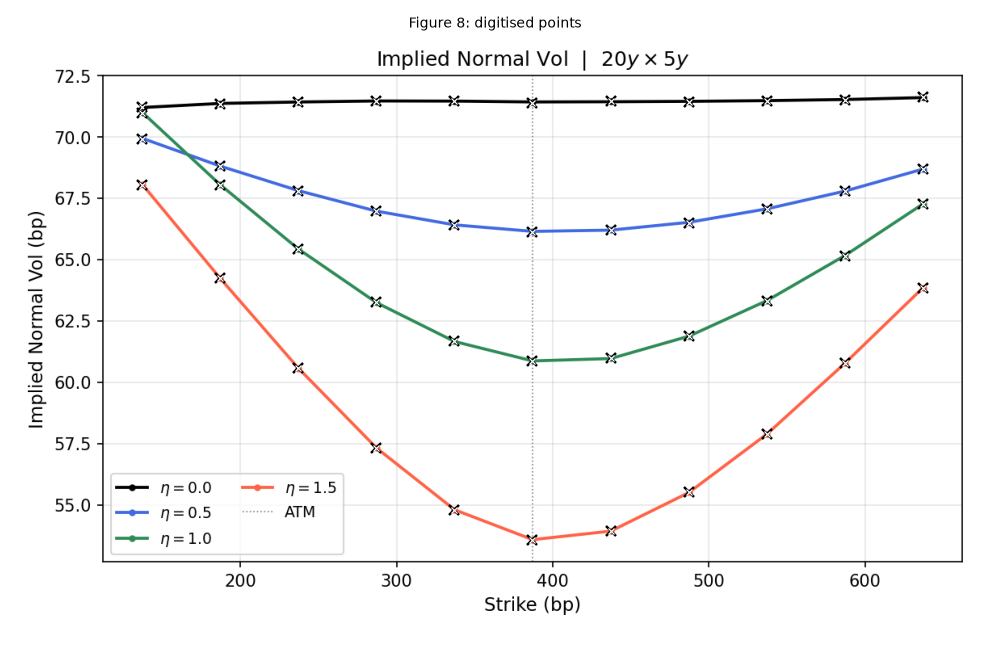 Figure 8: digitised points
Implied Normal Vol | 20y × 5y
72.5
70.0
67.5
65.0
62.5
60.0
57.5
55.0
Implied Normal Vol (bp)
η = 0.0
η = 0.5
η = 1.0
η = 1.5
ATM
200
300
400
500
600
Strike (bp)